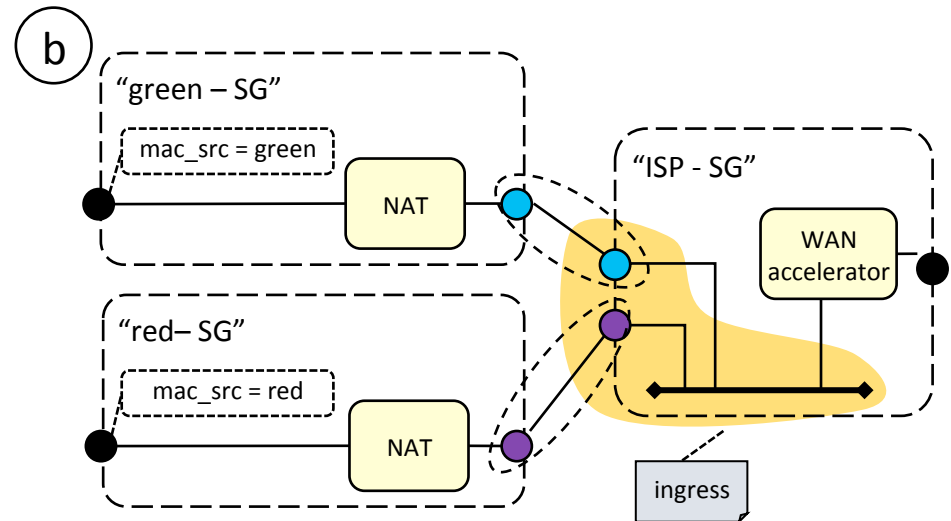 b
“green – SG”
mac_src = green
NAT
“ISP - SG”
WAN
accelerator
“red– SG”
mac_src = red
NAT
ingress